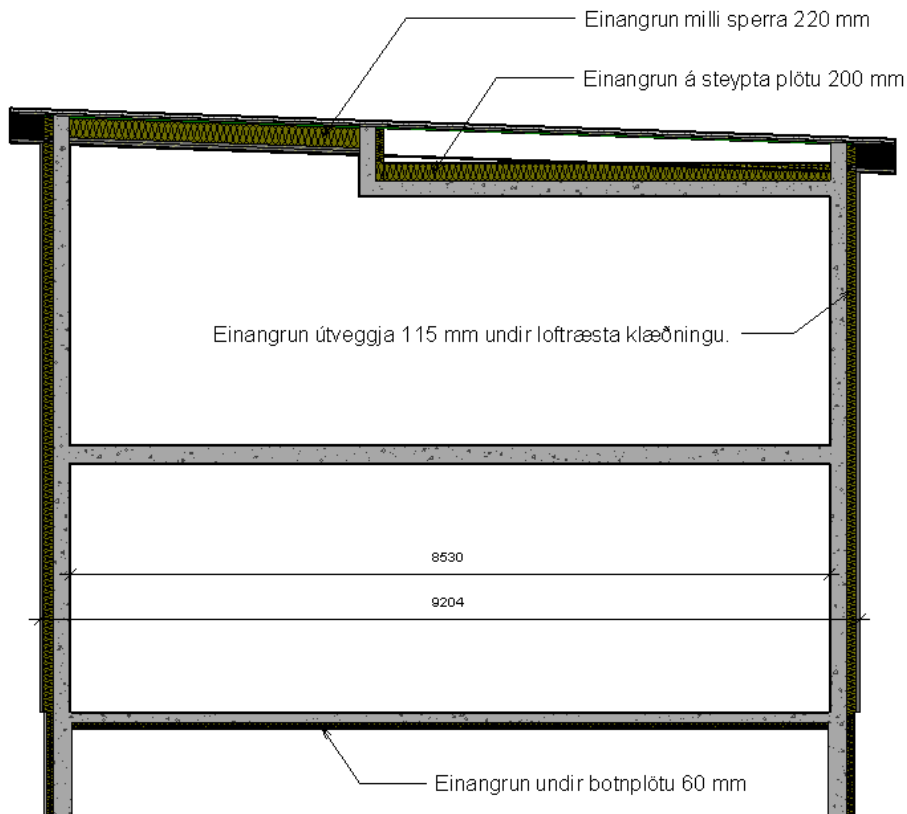 Einangrun milli sperra 220 mm
Einangrun á steypta plötu 200 mm
Einangrun útveggja 115 mm undir loftræsta klæðningu.
8530
9204
Einangrun undir botnplötu 60 mm